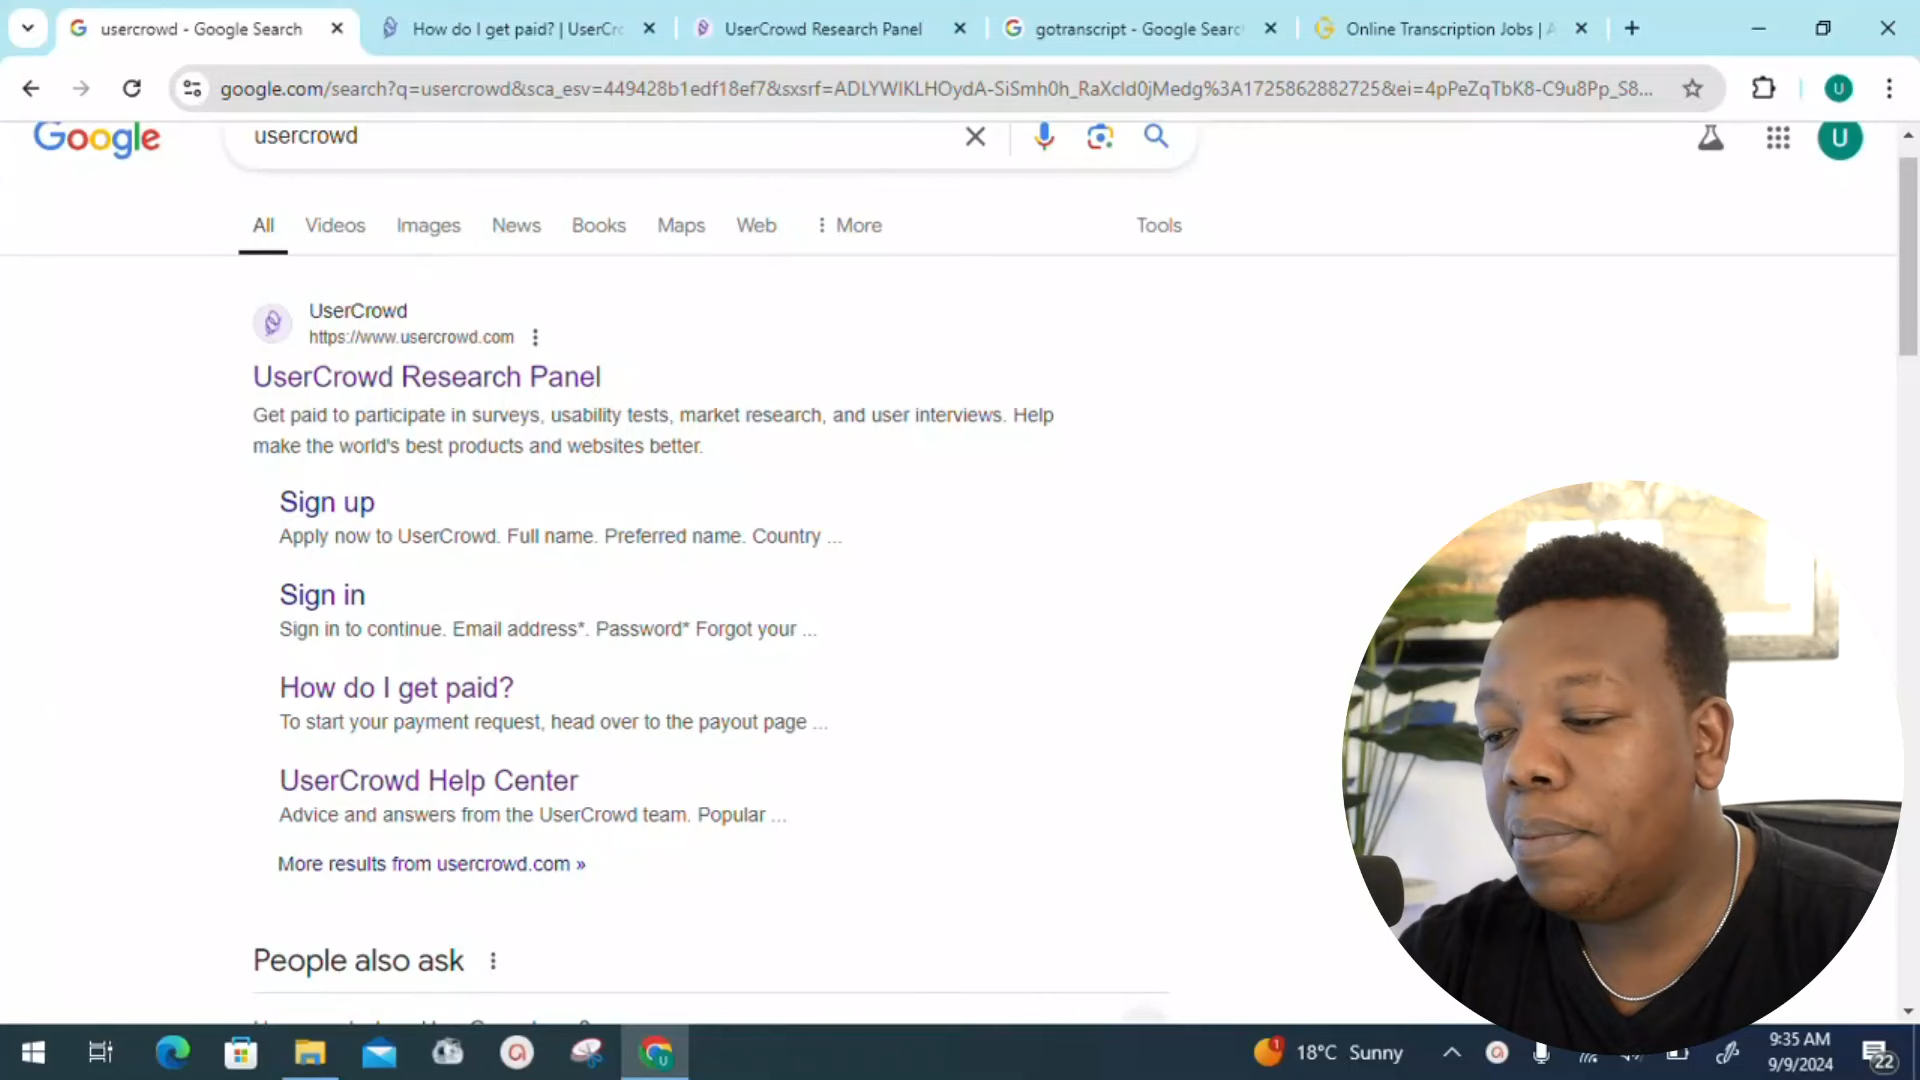 usercrowd - Google Search
How do I get paid? | UserCr
UserCrowd Research Panel
gotranscript - Google Searc
Online Transcription Jobs | A
google.com/search?q=usercrowd&sca_esv=449428b1edf18ef7&sxsrf=ADLYWIKLHOydA-SiSmh0h_RaXcId0jMedg%3A1725862882725&ei=4pPeZqTbK8-C9u8Pp_S8...
U
Google
usercrowd
U
All
Videos
Images
News
Books
Maps
Web
More
Tools
UserCrowd
https://www.usercrowd.com
UserCrowd Research Panel
Get paid to participate in surveys, usability tests, market research, and user interviews. Help
make the world's best products and websites better.
Sign up
Apply now to UserCrowd. Full name. Preferred name. Country ...
Sign in
Sign in to continue. Email address*. Password* Forgot your ...
How do I get paid?
To start your payment request, head over to the payout page ...
UserCrowd Help Center
Advice and answers from the UserCrowd team. Popular ...
More results from usercrowd.com »
People also ask
1
18°C Sunny
9:35 AM
9/9/2024
22